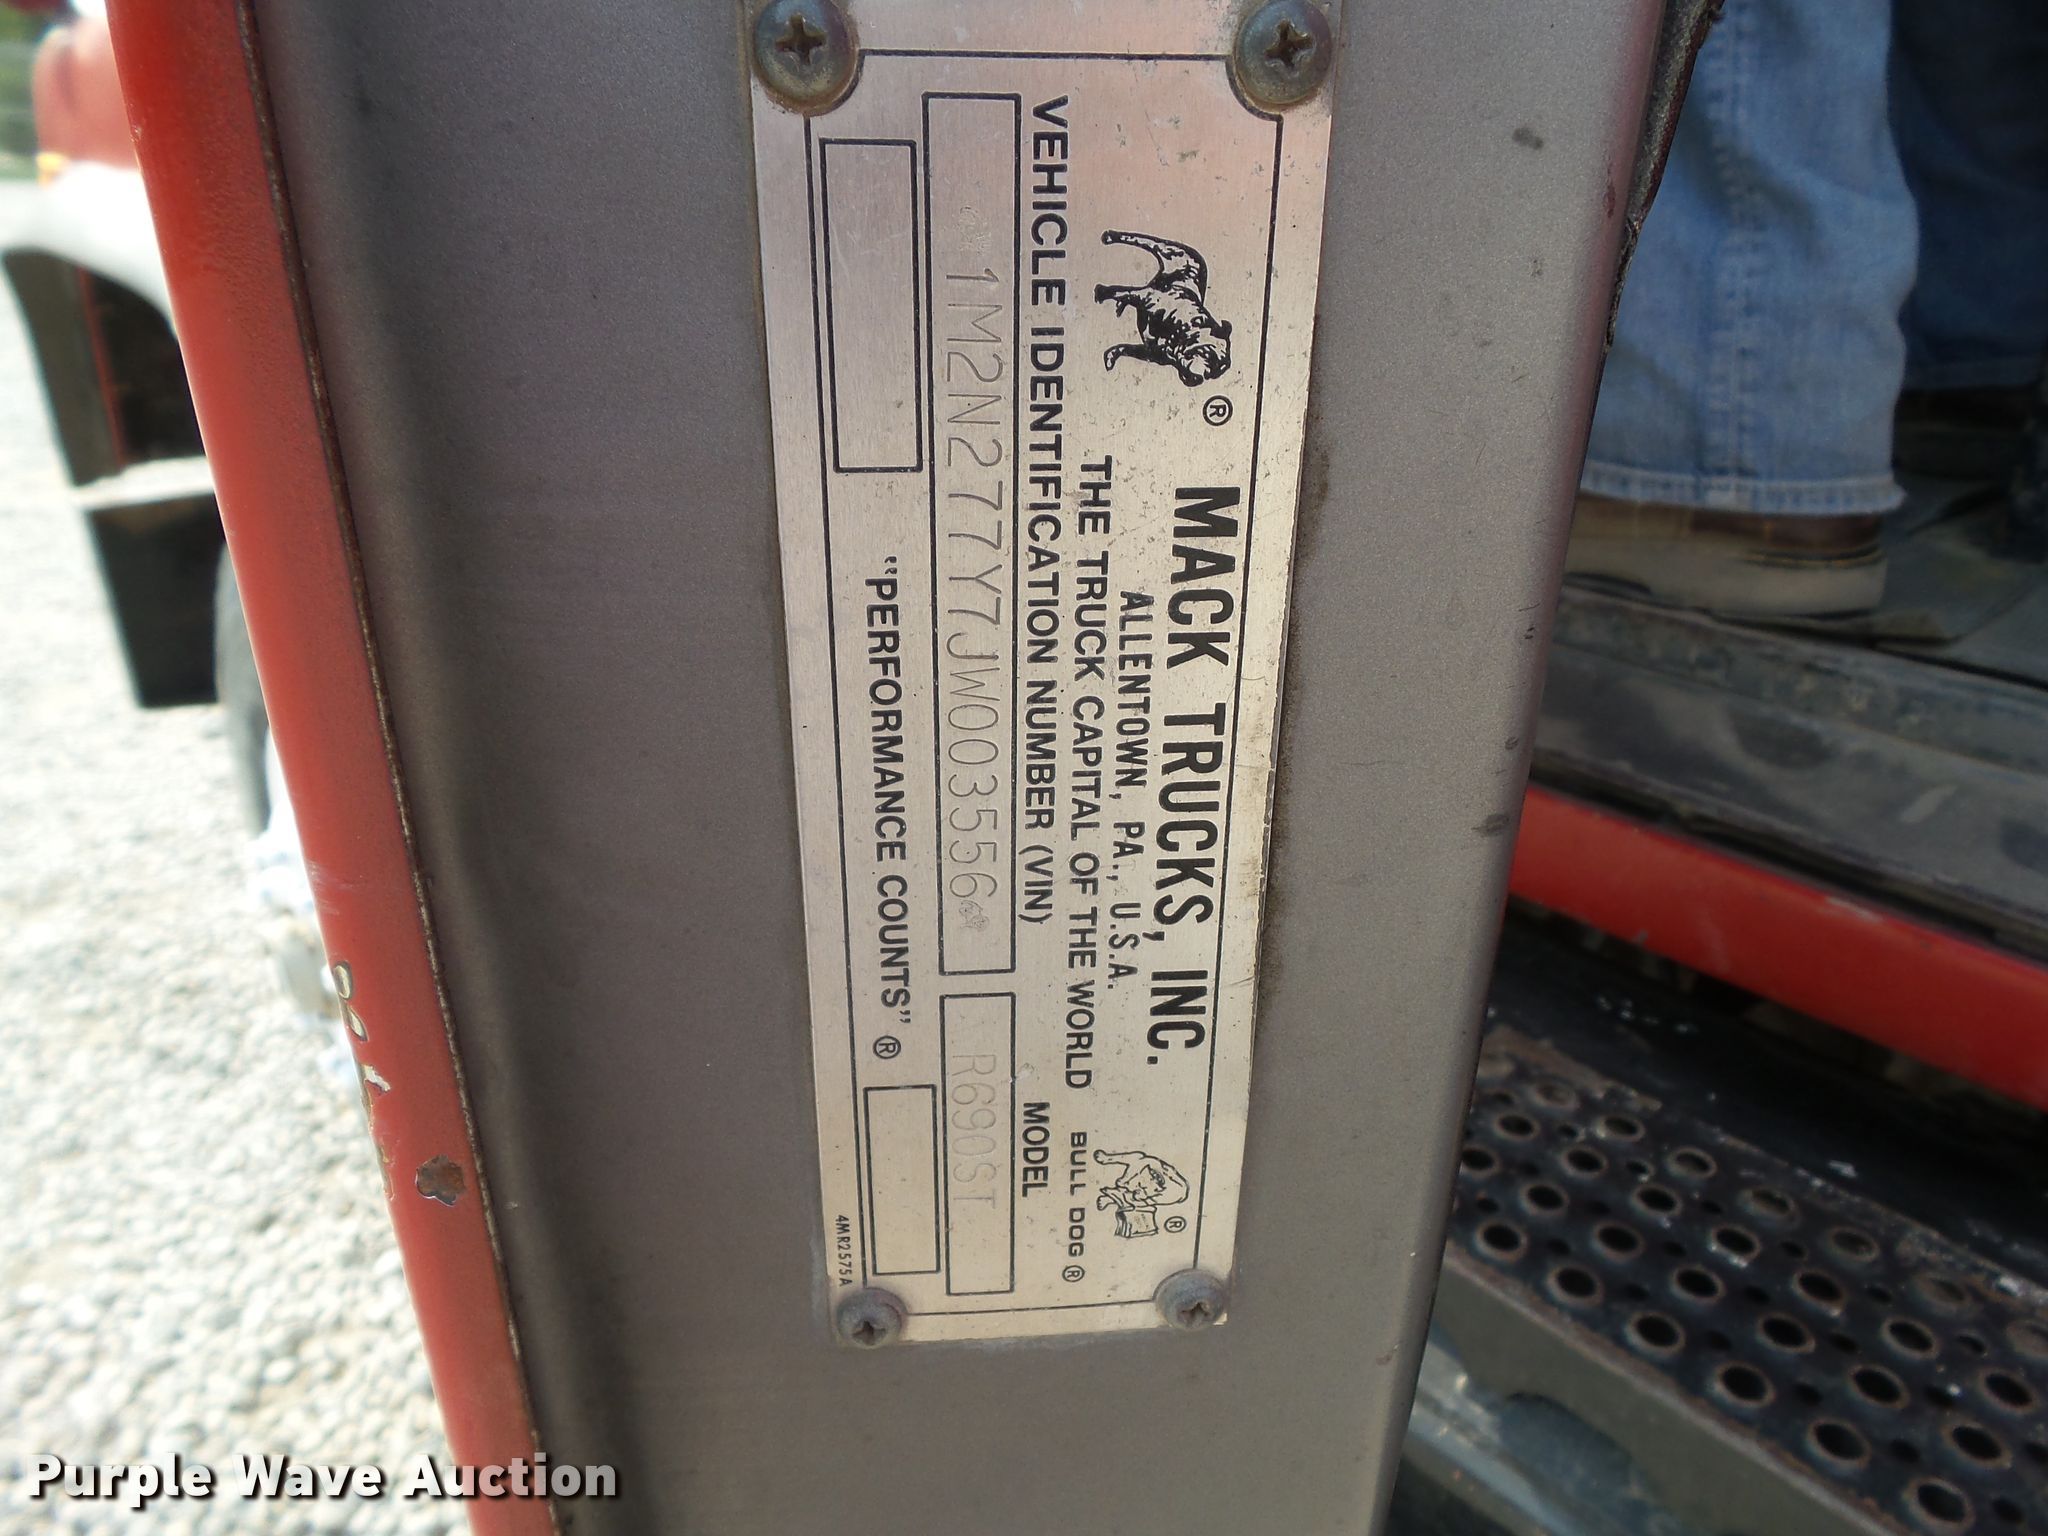 ® MACK TRUCKS, INC. ®
ALLENTOWN, PA., U.S.A.
THE TRUCK CAPITAL OF THE WORLD BULL DOG ®
VEHICLE IDENTIFICATION NUMBER (VIN) MODEL
1M2N277Y7JW003556 R690ST
"PERFORMANCE COUNTS" ®
4MR2575A
Purple Wave Auction